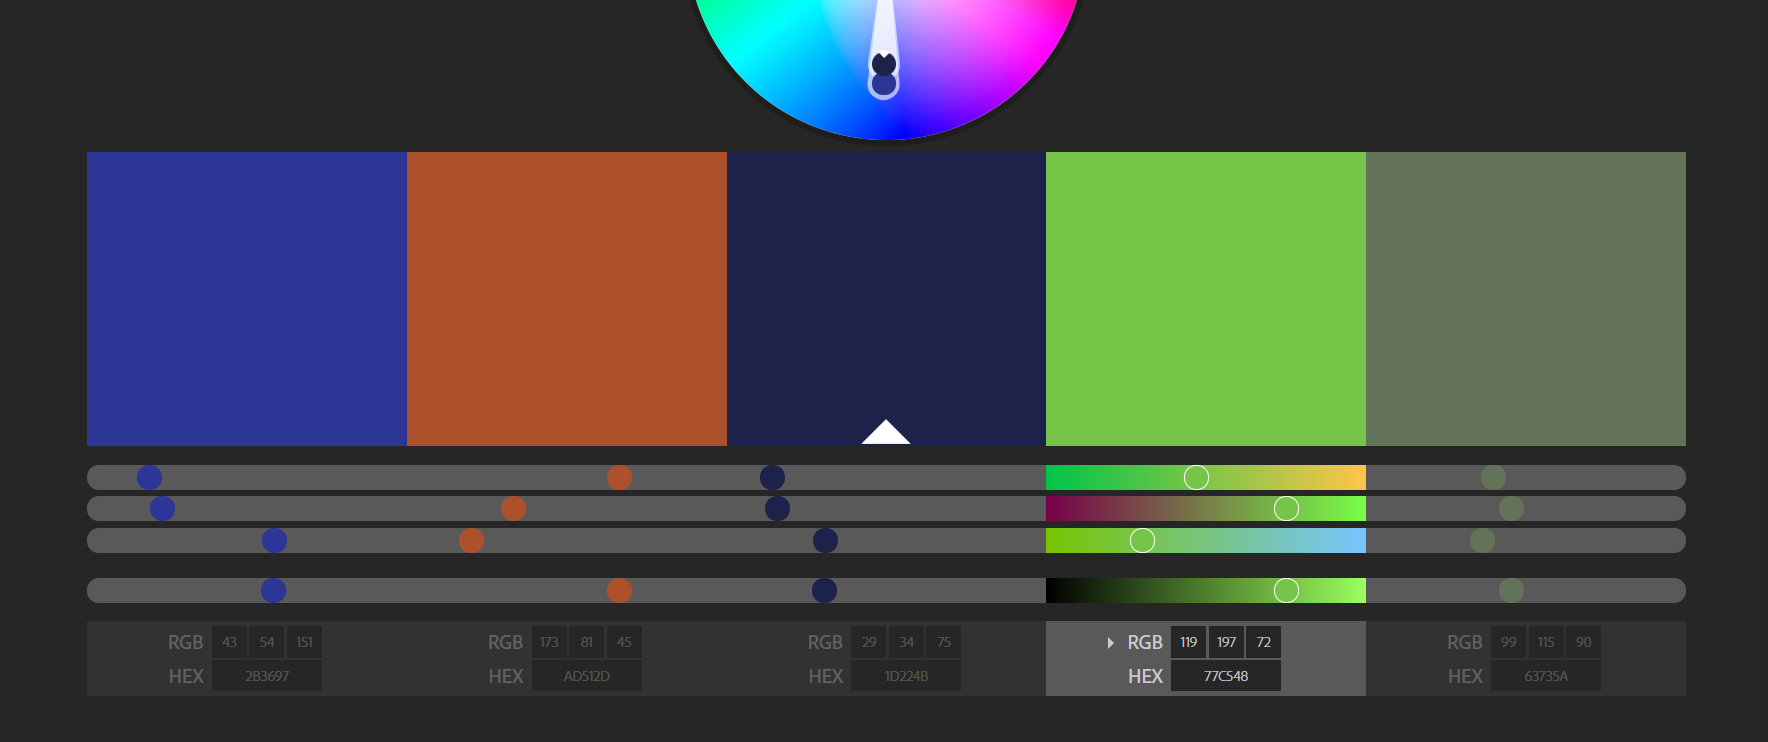 RGB 43 54 151 RGB 173 81 45 RGB 29 34 75 RGB 119 197 72 RGB 99 115 90
HEX 2B3697 HEX AD512D HEX 1D224B HEX 77C548 HEX 63735A